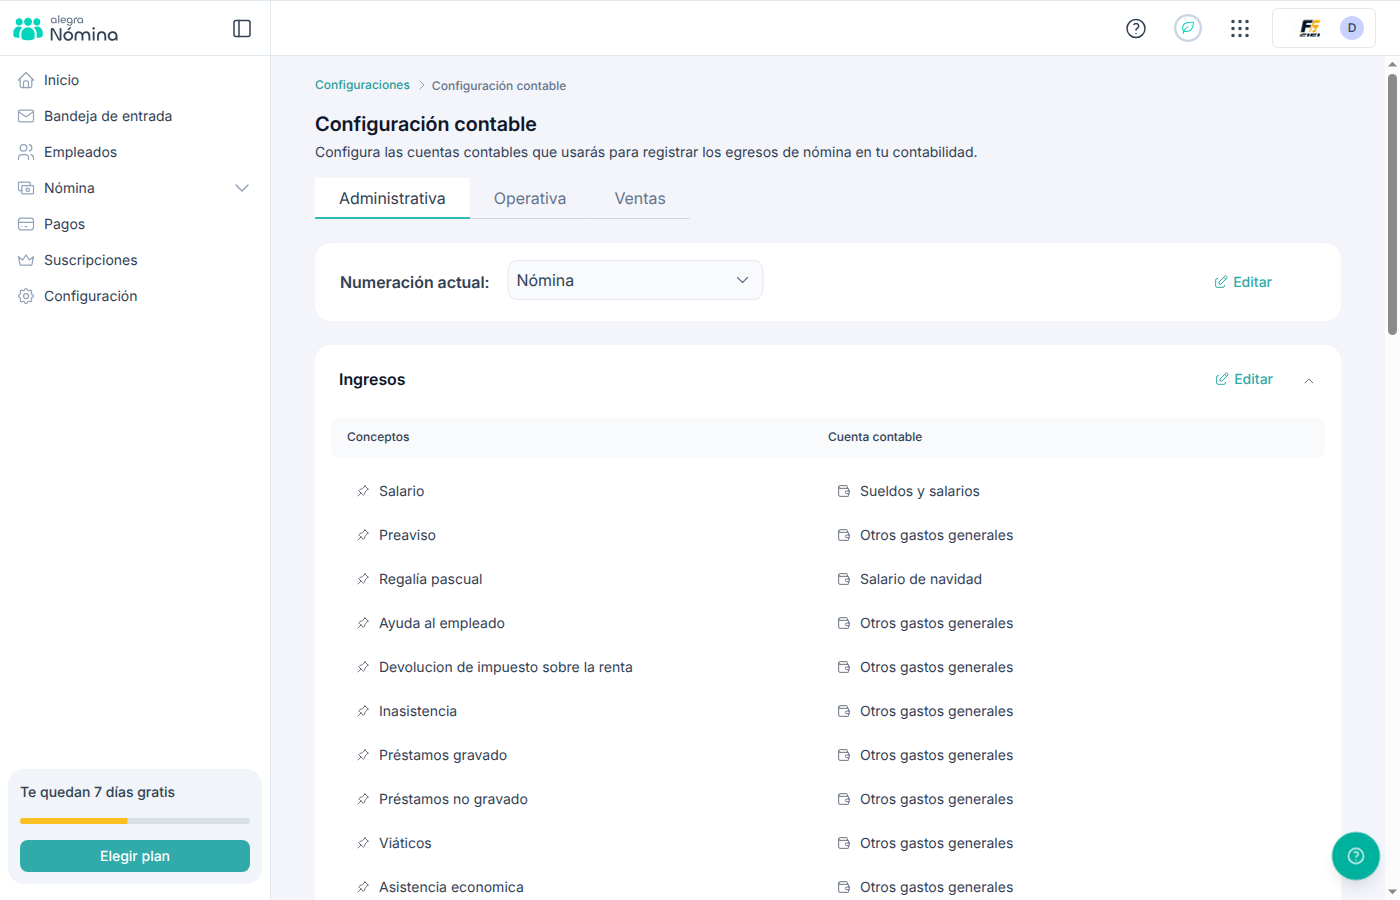 alegra
Nómina
D
Inicio
Bandeja de entrada
Empleados
Nómina
Pagos
Suscripciones
Configuración
Te quedan 7 días gratis
Elegir plan
Configuraciones > Configuración contable
Configuración contable
Configura las cuentas contables que usarás para registrar los egresos de nómina en tu contabilidad.
Administrativa Operativa Ventas
Numeración actual: Nómina Editar
Ingresos Editar
Conceptos Cuenta contable
Salario Sueldos y salarios
Preaviso Otros gastos generales
Regalía pascual Salario de navidad
Ayuda al empleado Otros gastos generales
Devolucion de impuesto sobre la renta Otros gastos generales
Inasistencia Otros gastos generales
Préstamos gravado Otros gastos generales
Préstamos no gravado Otros gastos generales
Viáticos Otros gastos generales
Asistencia economica Otros gastos generales